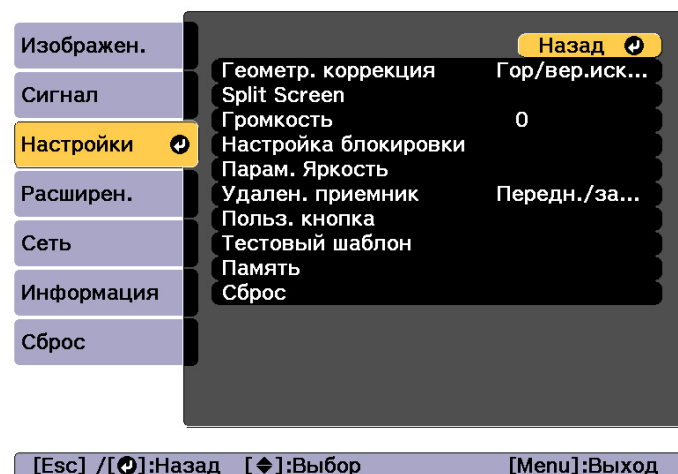 Изображен.
Сигнал
Настройки
Расширен.
Сеть
Информация
Сброс
Назад
Геометр. коррекция Гор/вер.иск...
Split Screen
Громкость 0
Настройка блокировки
Парам. Яркость
Удален. приемник Передн./за...
Польз. кнопка
Тестовый шаблон
Память
Сброс
[Esc] /[⏎]:Назад [◆]:Выбор [Menu]:Выход